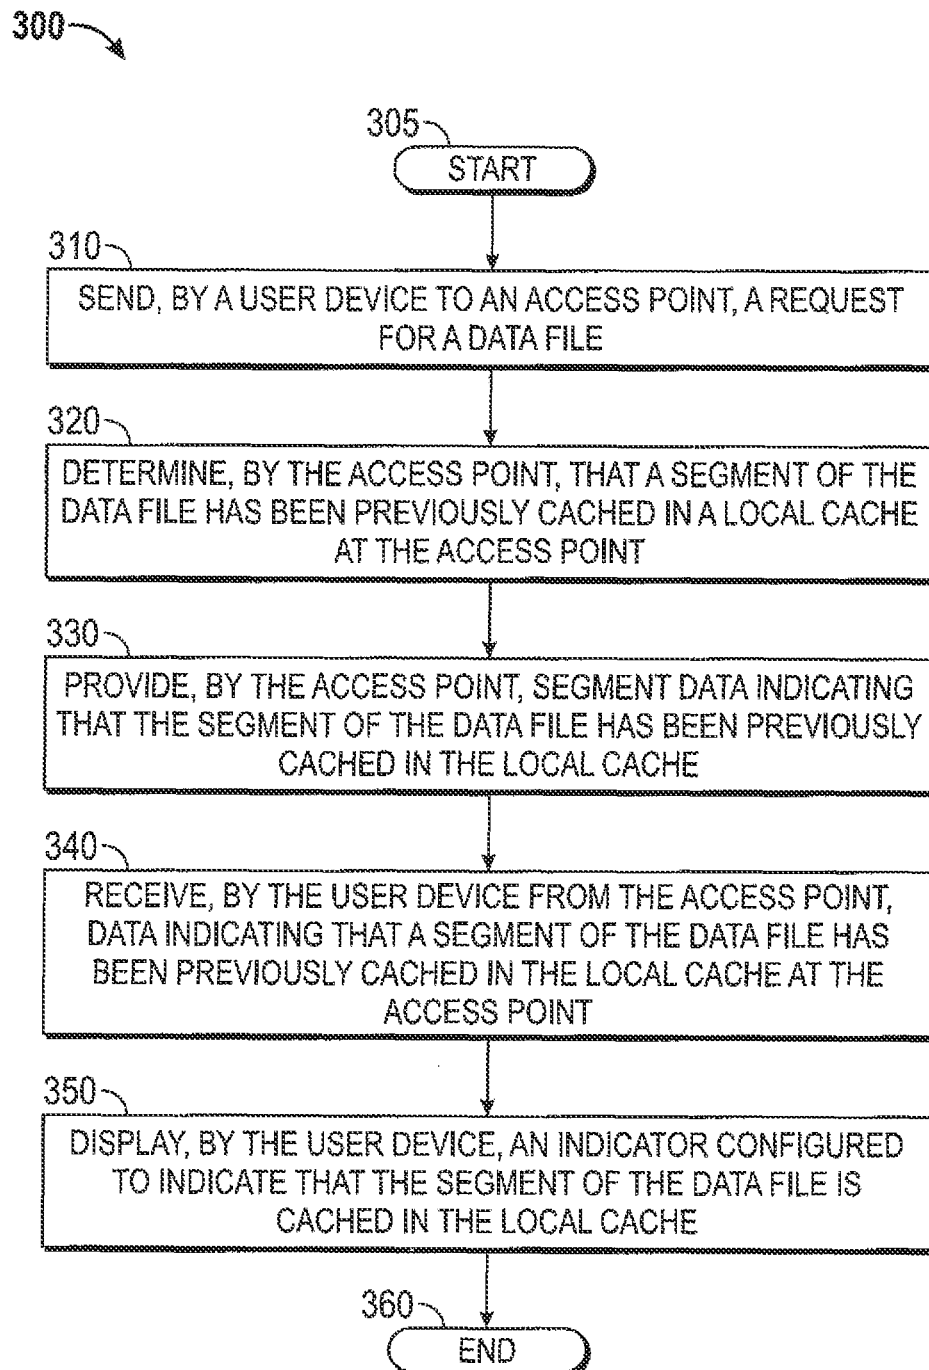 300
305
START
310
SEND, BY A USER DEVICE TO AN ACCESS POINT, A REQUEST
FOR A DATA FILE
320
DETERMINE, BY THE ACCESS POINT, THAT A SEGMENT OF THE
DATA FILE HAS BEEN PREVIOUSLY CACHED IN A LOCAL CACHE
AT THE ACCESS POINT
330
PROVIDE, BY THE ACCESS POINT, SEGMENT DATA INDICATING
THAT THE SEGMENT OF THE DATA FILE HAS BEEN PREVIOUSLY
CACHED IN THE LOCAL CACHE
340
RECEIVE, BY THE USER DEVICE FROM THE ACCESS POINT,
DATA INDICATING THAT A SEGMENT OF THE DATA FILE HAS
BEEN PREVIOUSLY CACHED IN THE LOCAL CACHE AT THE
ACCESS POINT
350
DISPLAY, BY THE USER DEVICE, AN INDICATOR CONFIGURED
TO INDICATE THAT THE SEGMENT OF THE DATA FILE IS
CACHED IN THE LOCAL CACHE
360
END